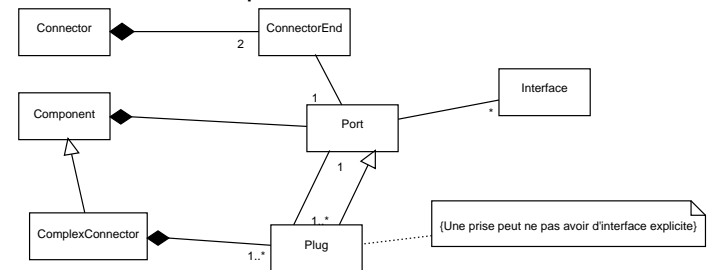 Connector
ConnectorEnd
2
Interface
*
Component
1
Port
1
1..*
{Une prise peut ne pas avoir d'interface explicite}
ComplexConnector
Plug
1..*